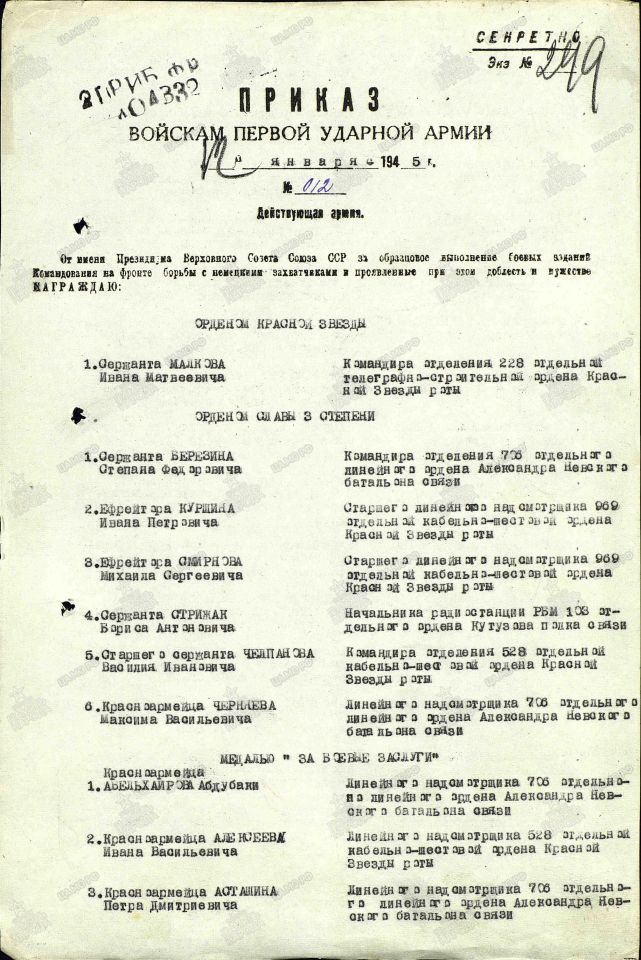 СЕКРЕТНО
Экз № 249
ПРИКАЗ
ВОЙСКАМ ПЕРВОЙ УДАРНОЙ АРМИИ
12 января 1945 г.
№ 012
Действующая армия.
От имени Президиума Верховного Совета Союза ССР за образцовое выполнение боевых заданий
Командования на фронте борьбы с немецкими захватчиками и проявленные при этом доблесть и мужество
НАГРАЖДАЮ:
ОРДЕНОМ КРАСНОЙ ЗВЕЗДЫ
1.Сержанта МАЛКОВА Командира отделения 228 отдельной
Ивана Матвеевича телеграфно-строительной ордена Крас-
ной Звезды роты
ОРДЕНОМ СЛАВЫ 3 СТЕПЕНИ
1.Сержанта БЕРЕЗИНА Командира отделения 706 отдельного
Степана Федоровича линейного ордена Александра Невского
батальона связи
2.Ефрейтора КУРШИНА Старшего линейного надсмотрщика 969
Ивана Петровича отдельной кабельно-шестовой ордена
Красной Звезды роты
3.Ефрейтора СМИРНОВА Старшего линейного надсмотрщика 969
Михаила Сергеевича отдельной кабельно-шестовой ордена
Красной Звезды роты
4.Сержанта СТРИЖАК Начальника радиостанции РБМ 103 от-
Бориса Антоновича дельного ордена Кутузова полка связи
5.Старшего сержанта ЧЕЛПАНОВА Командира отделения 528 отдельной
Василия Ивановича кабельно-шестовой ордена Красной
Звезды роты
6.Красноармейца ЧЕРНЯЕВА Линейного надсмотрщика 706 отдельного
Максима Васильевича линейного ордена Александра Невского
батальона связи
МЕДАЛЬЮ " ЗА БОЕВЫЕ ЗАСЛУГИ"
Красноармейца
1.АБЕЛЬХАИРОВА Абдубаки Линейного надсмотрщика 706 отдельно-
го линейного ордена Александра Нев-
ского батальона связи
2.Красноармейца АЛЕКСЕЕВА Линейного надсмотрщика 528 отдельной
Ивана Васильевича кабельно-шестовой ордена Красной
Звезды роты
3.Красноармейца АСТАШИНА Линейного надсмотрщика 706 отдельно-
Петра Дмитриевича го линейного ордена Александра Нев-
ского батальона связи